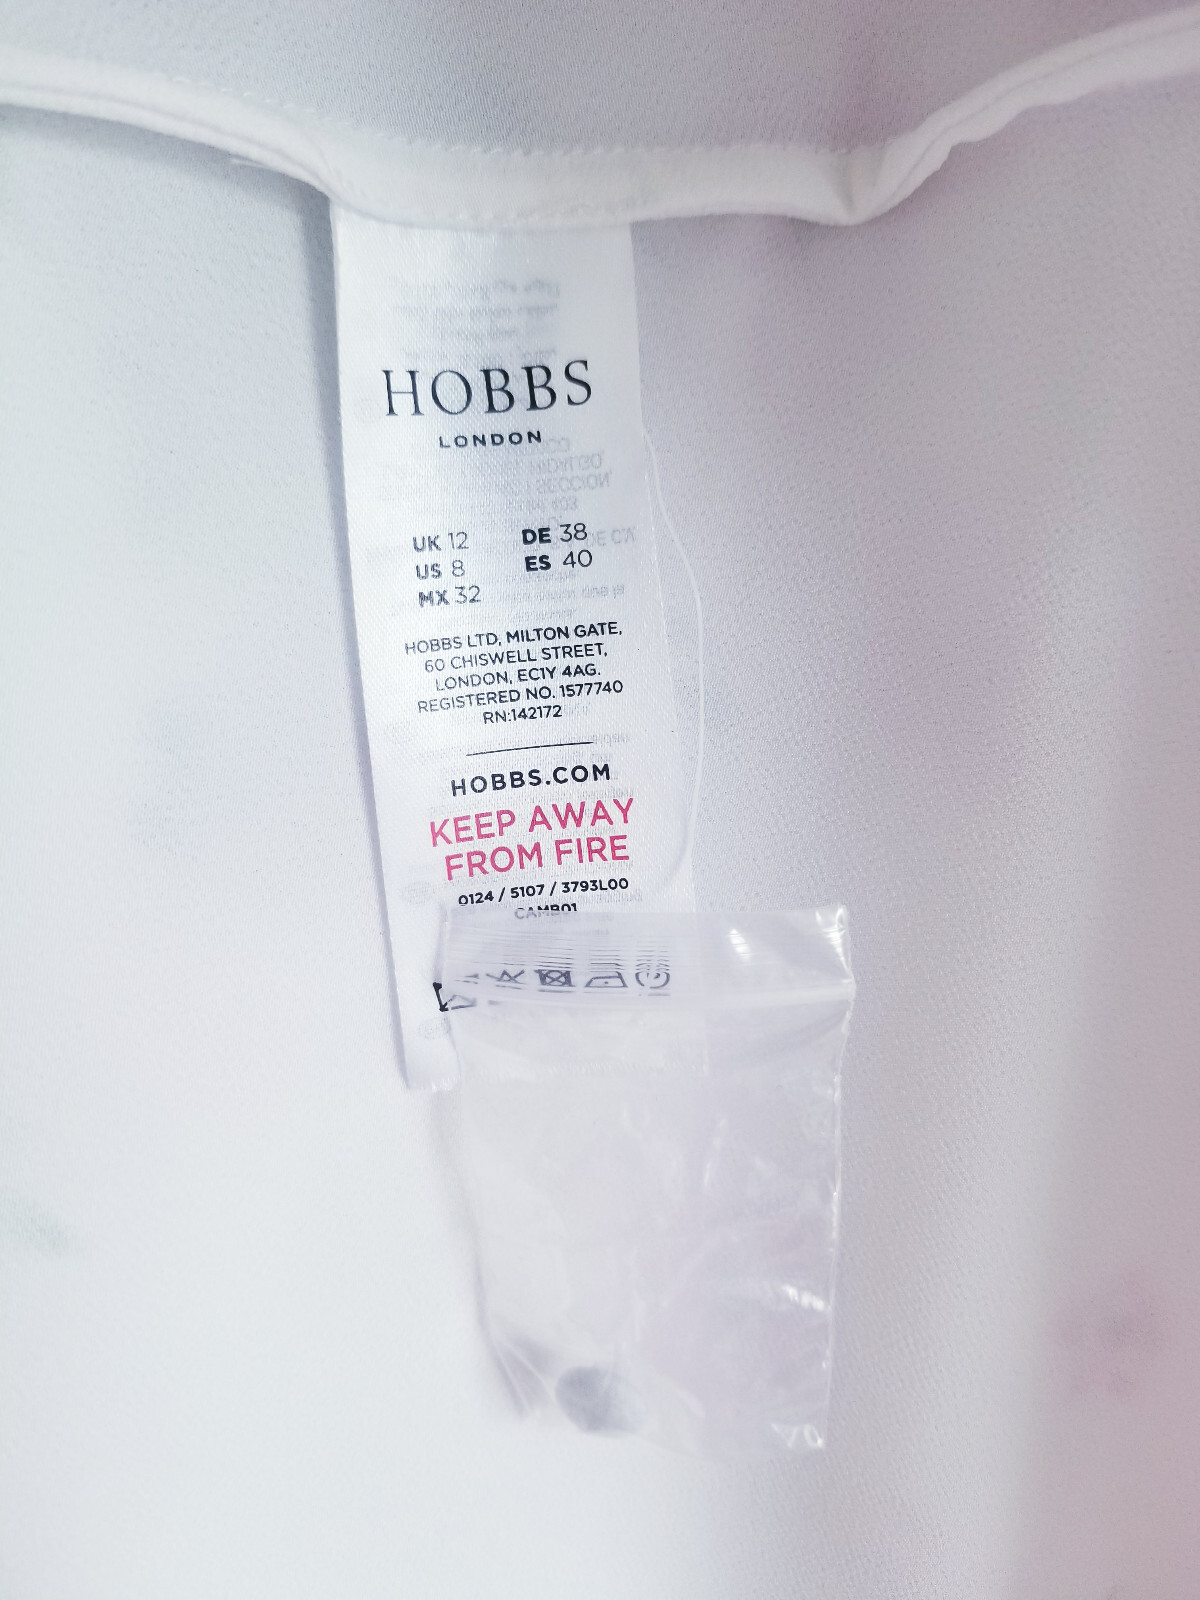 HOBBS
LONDON
UK 12 DE 38
US 8 ES 40
MX 32
HOBBS LTD, MILTON GATE,
60 CHISWELL STREET,
LONDON, EC1Y 4AG.
REGISTERED NO. 1577740
RN:142172
HOBBS.COM
KEEP AWAY
FROM FIRE
0124 / 5107 / 3793L00
CAMB01